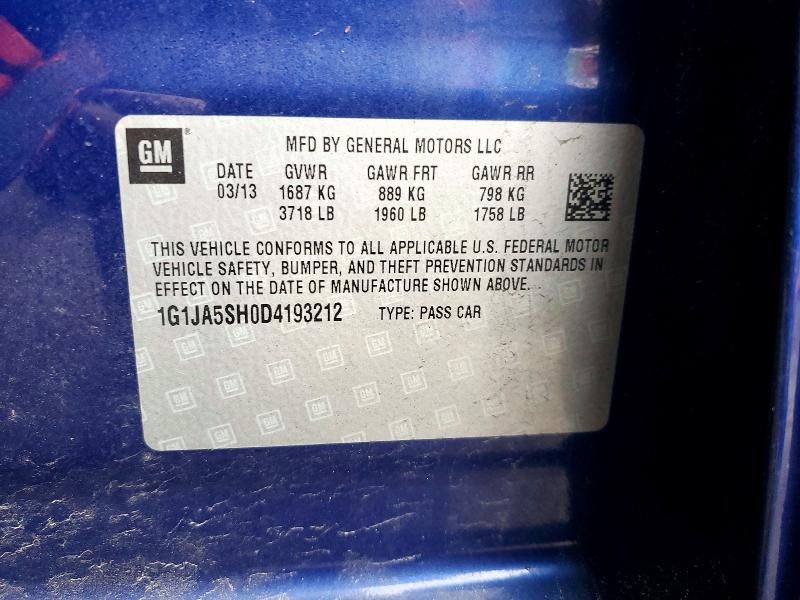 GM
MFD BY GENERAL MOTORS LLC
DATE GVWR GAWR FRT GAWR RR
03/13 1687 KG 889 KG 798 KG
3718 LB 1960 LB 1758 LB
THIS VEHICLE CONFORMS TO ALL APPLICABLE U.S. FEDERAL MOTOR
VEHICLE SAFETY, BUMPER, AND THEFT PREVENTION STANDARDS IN
EFFECT ON THE DATE OF MANUFACTURE SHOWN ABOVE.
1G1JA5SH0D4193212 TYPE: PASS CAR